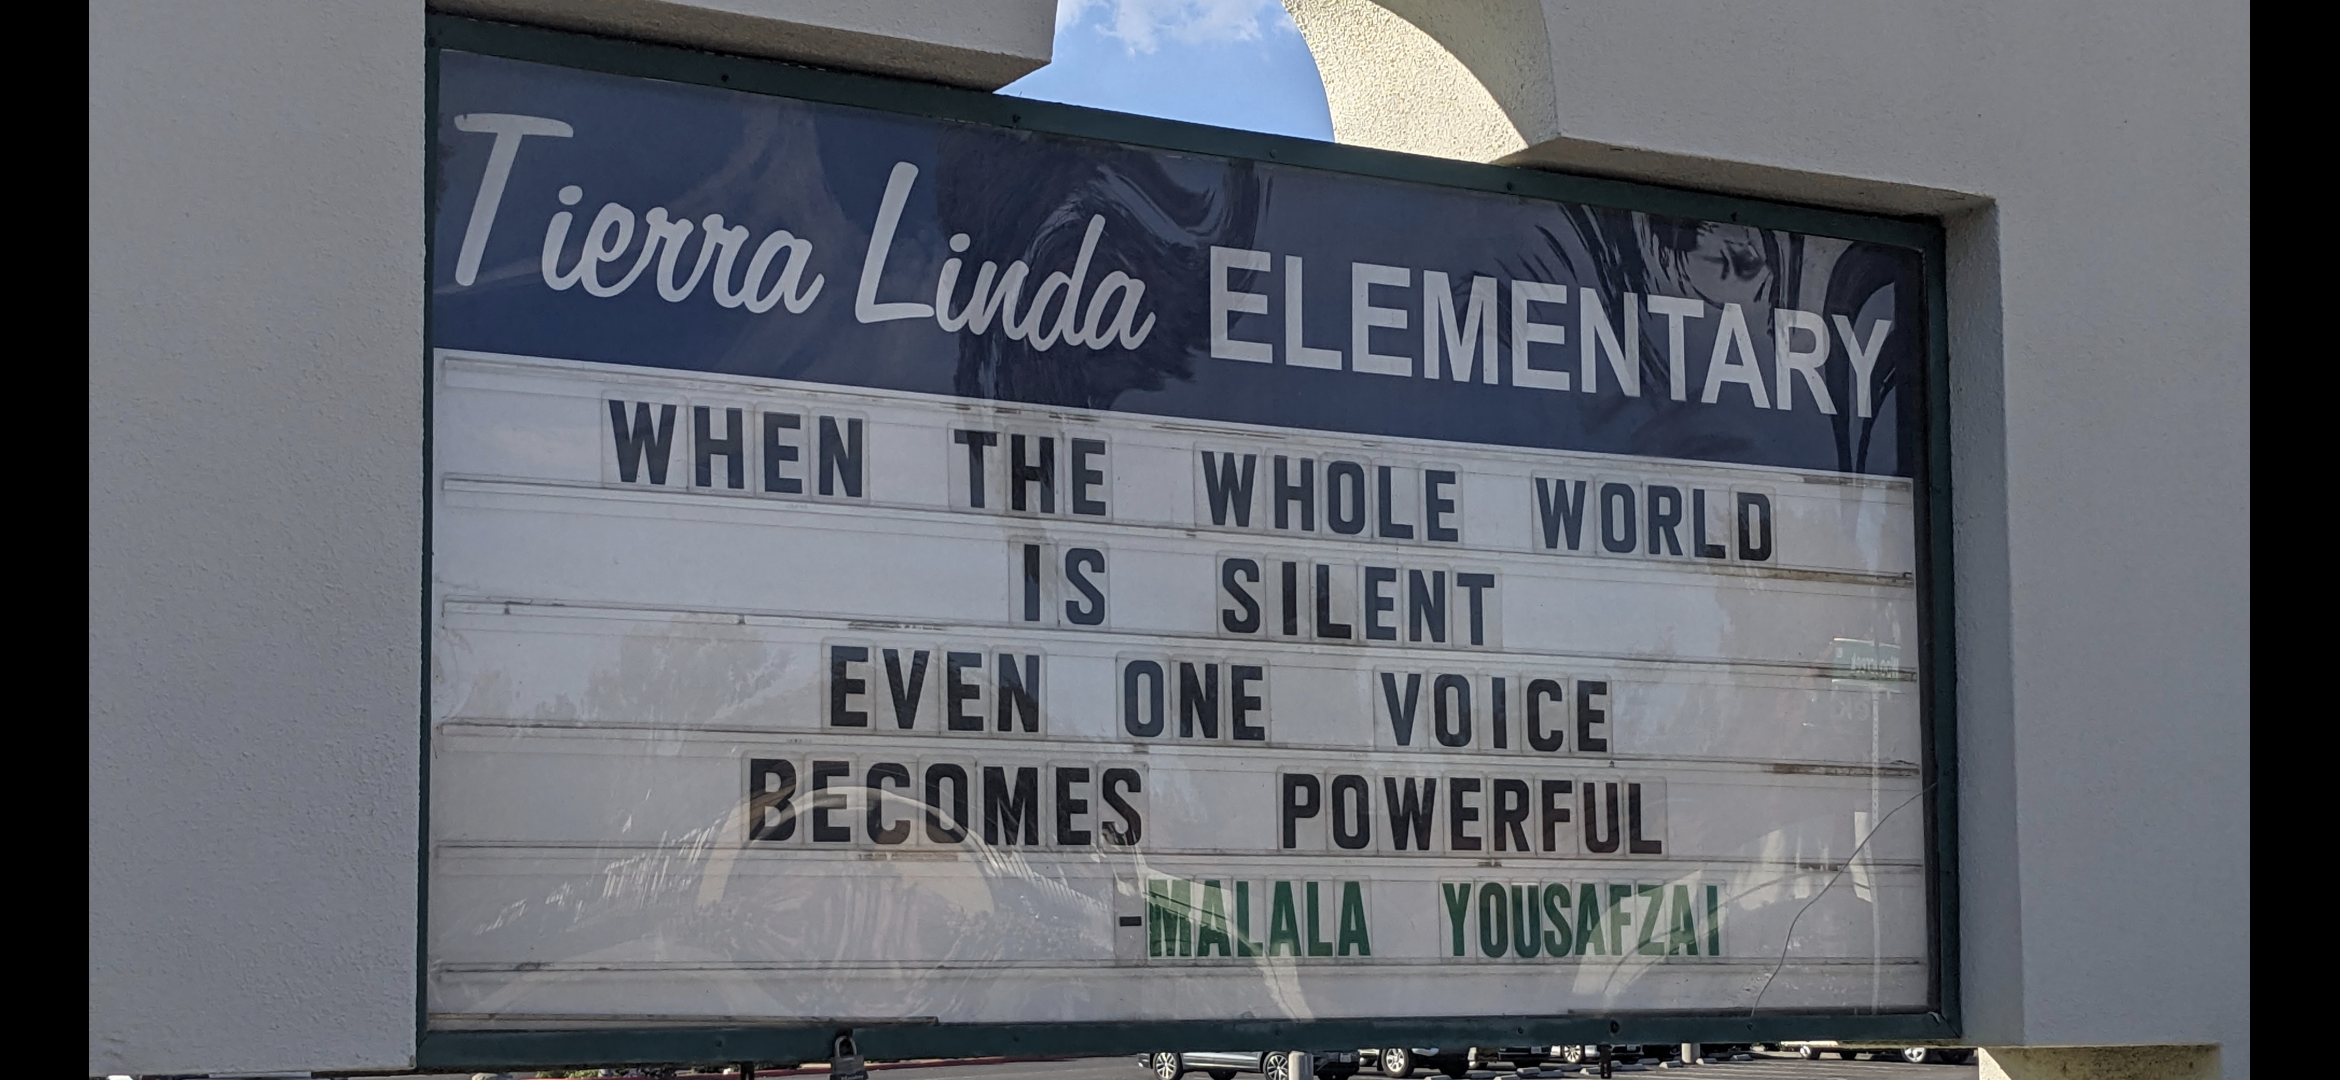 Tierra Linda ELEMENTARY
WHEN THE WHOLE WORLD
IS SILENT
EVEN ONE VOICE
BECOMES POWERFUL
-MALALA YOUSAFZAI